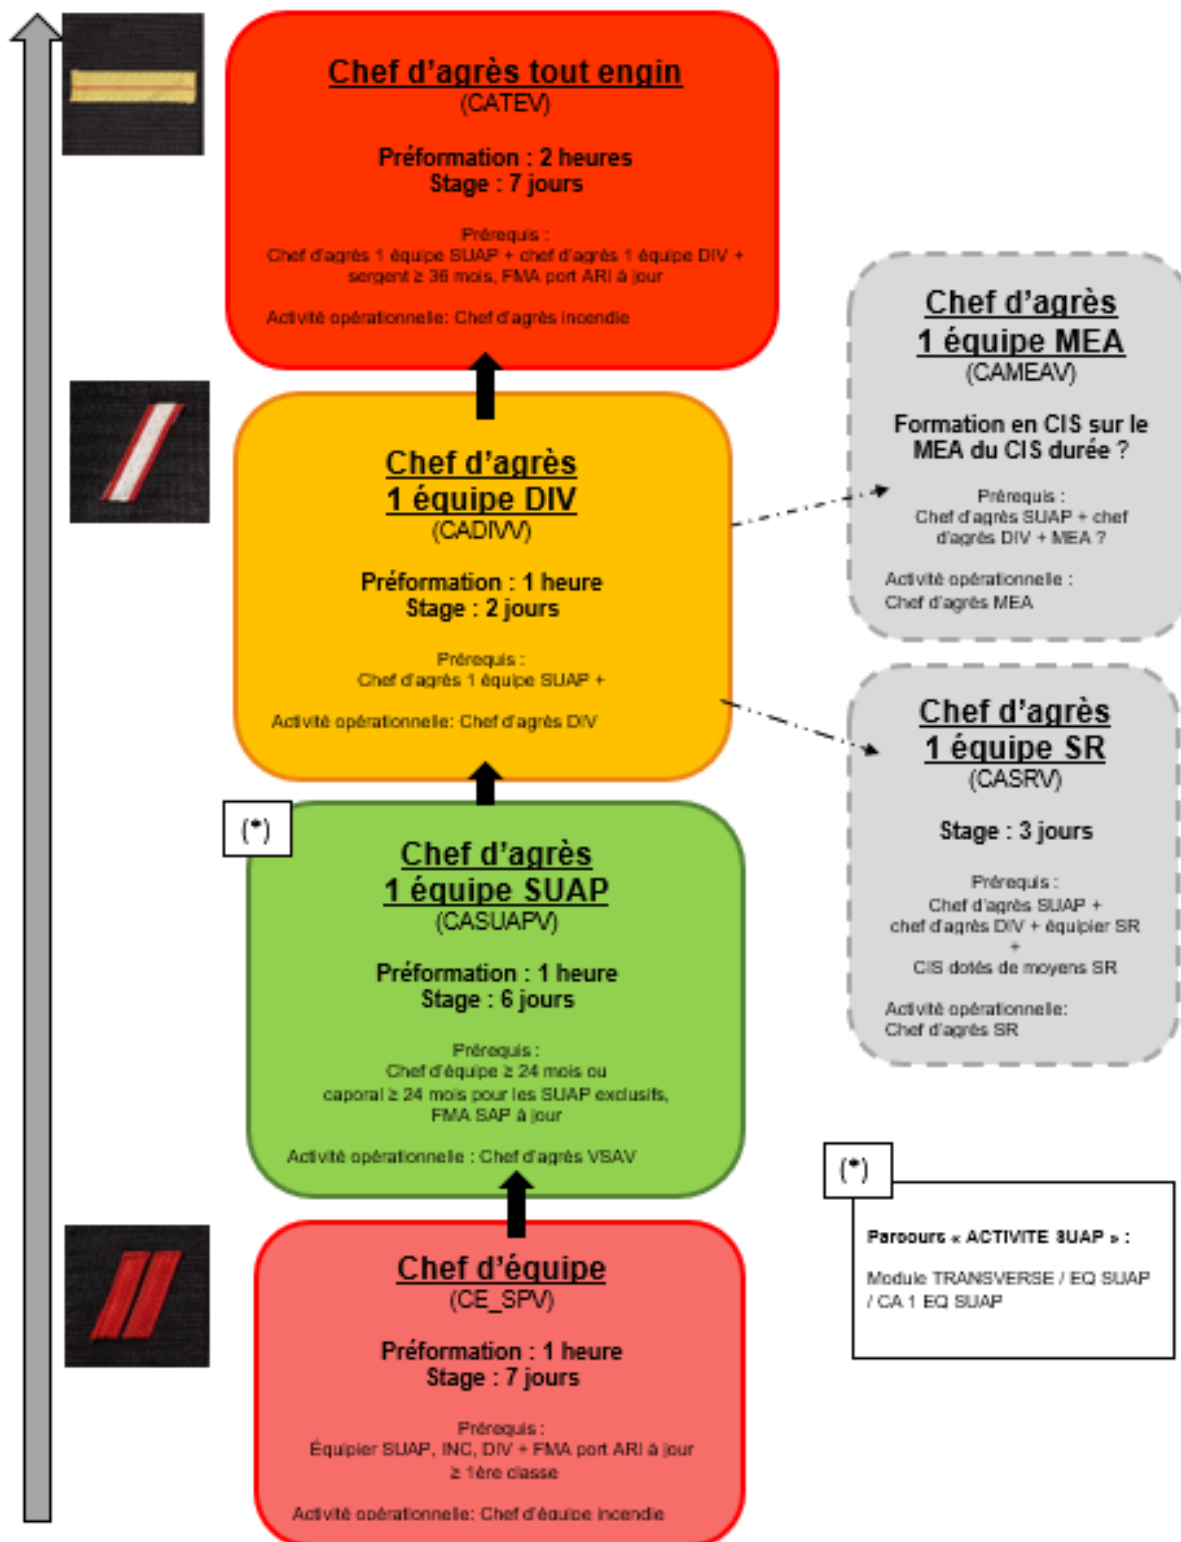 Chef d'agrès tout engin
(CATEV)
Préformation : 2 heures
Stage : 7 jours
Prérequis :
Chef d'agrès 1 équipe SUAP + chef d'agrès 1 équipe DIV +
sergent ≥ 36 mois, FMA port ARI à jour
Activité opérationnelle: Chef d'agrès incendie
Chef d'agrès
1 équipe MEA
(CAMEAV)
Formation en CIS sur le
MEA du CIS durée ?
Prérequis :
Chef d'agrès SUAP + chef
d'agrès DIV + MEA ?
Activité opérationnelle :
Chef d'agrès MEA
Chef d'agrès
1 équipe DIV
(CADIVV)
Préformation : 1 heure
Stage : 2 jours
Prérequis :
Chef d'agrès 1 équipe SUAP +
Activité opérationnelle: Chef d'agrès DIV
Chef d'agrès
1 équipe SR
(CASRV)
Stage : 3 jours
Prérequis :
Chef d'agrès SUAP +
chef d'agrès DIV + équipier SR
+
CIS dotés de moyens SR
Activité opérationnelle:
Chef d'agrès SR
(*)
Chef d'agrès
1 équipe SUAP
(CASUAPV)
Préformation : 1 heure
Stage : 6 jours
Prérequis :
Chef d'équipe ≥ 24 mois ou
caporal ≥ 24 mois pour les SUAP exclusifs,
FMA SAP à jour
Activité opérationnelle : Chef d'agrès VSAV
(*)
Parcours « ACTIVITE SUAP » :
Module TRANSVERSE / EQ SUAP
/ CA 1 EQ SUAP
Chef d'équipe
(CE_SPV)
Préformation : 1 heure
Stage : 7 jours
Prérequis :
Équipier SUAP, INC, DIV + FMA port ARI à jour
≥ 1ère classe
Activité opérationnelle: Chef d'équipe incendie